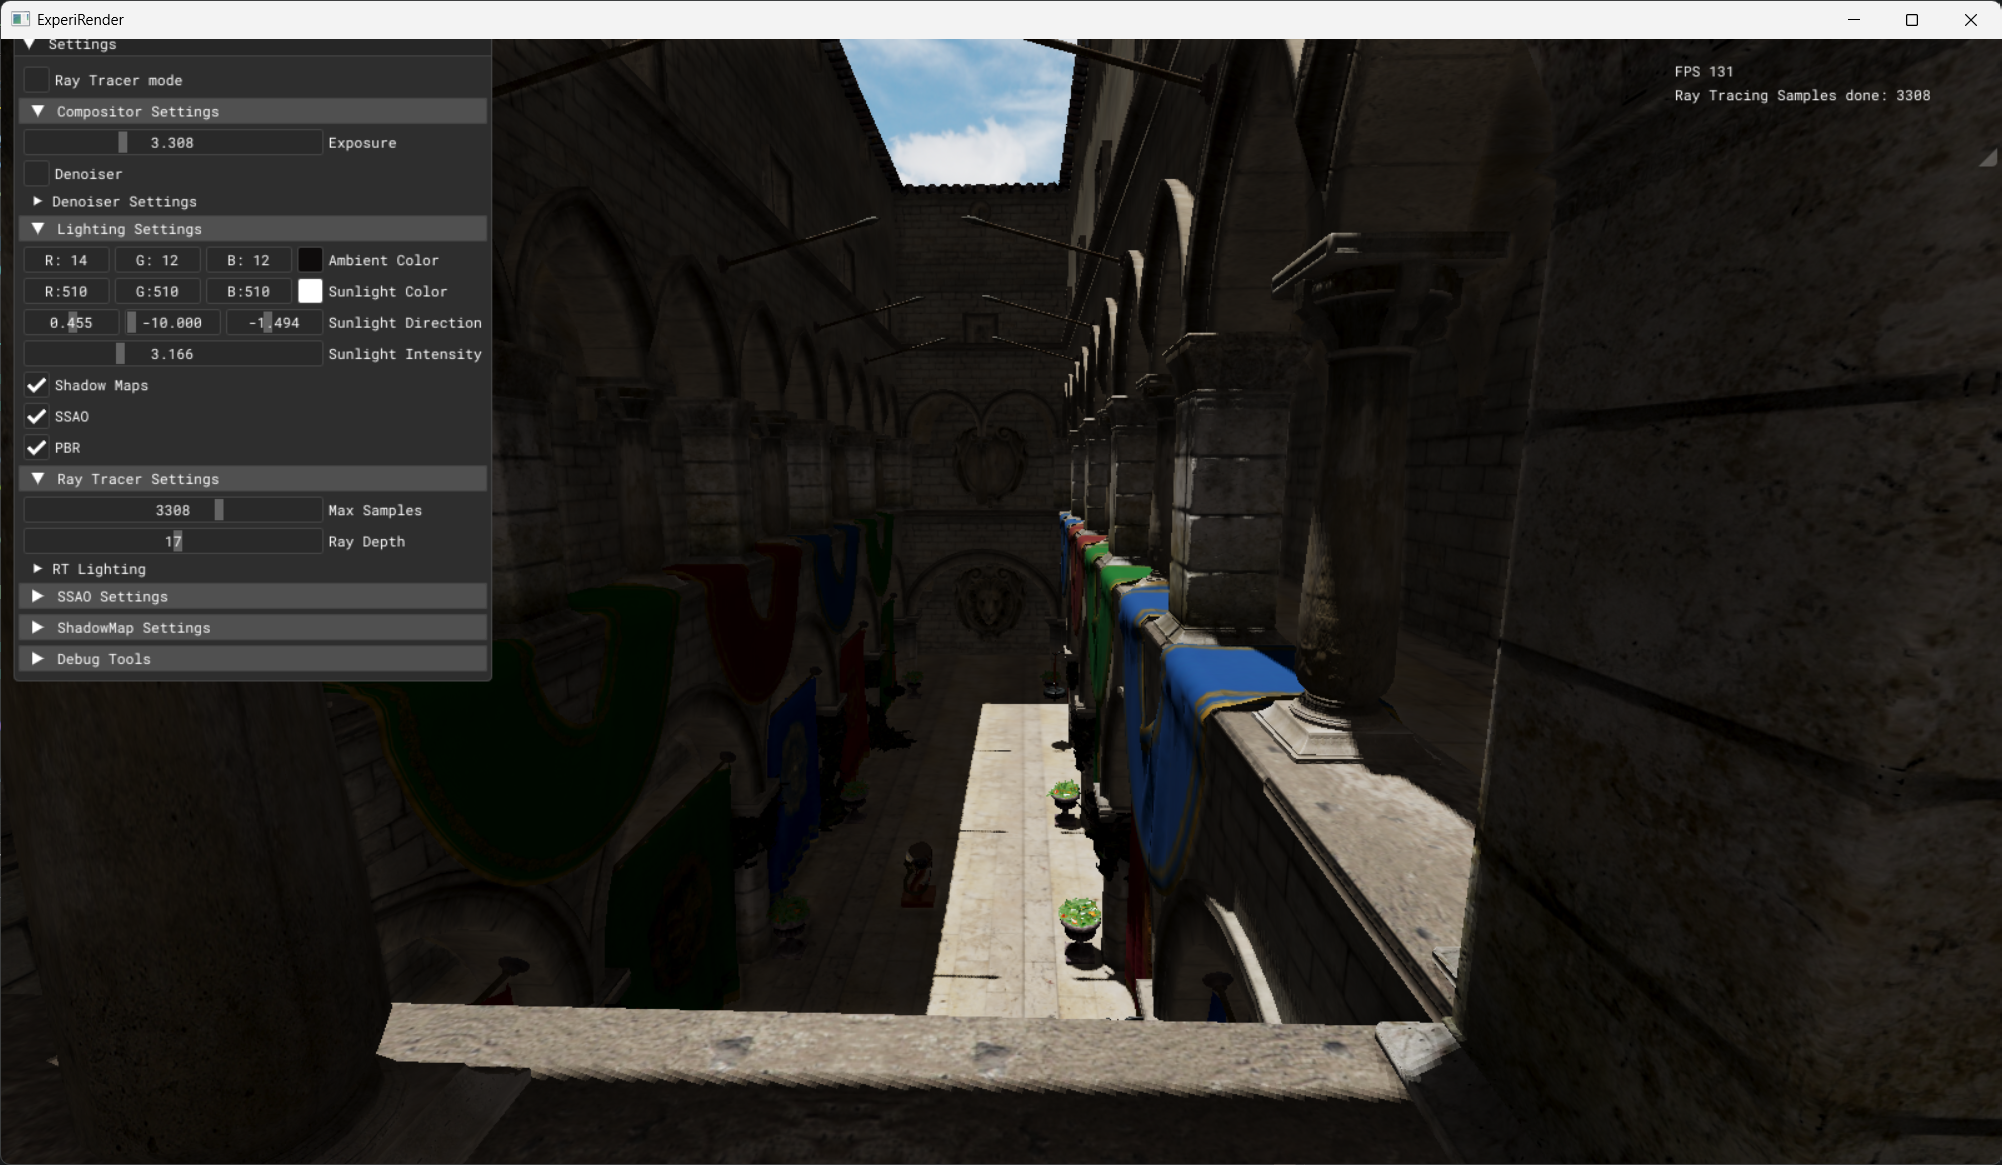 ExperiRender
Settings
Ray Tracer mode
Compositor Settings
3.308 Exposure
Denoiser
Denoiser Settings
Lighting Settings
R: 14 G: 12 B: 12 Ambient Color
R:510 G:510 B:510 Sunlight Color
0.455 -10.000 -1.494 Sunlight Direction
3.166 Sunlight Intensity
Shadow Maps
SSAO
PBR
Ray Tracer Settings
3308 Max Samples
17 Ray Depth
RT Lighting
SSAO Settings
ShadowMap Settings
Debug Tools
FPS 131
Ray Tracing Samples done: 3308